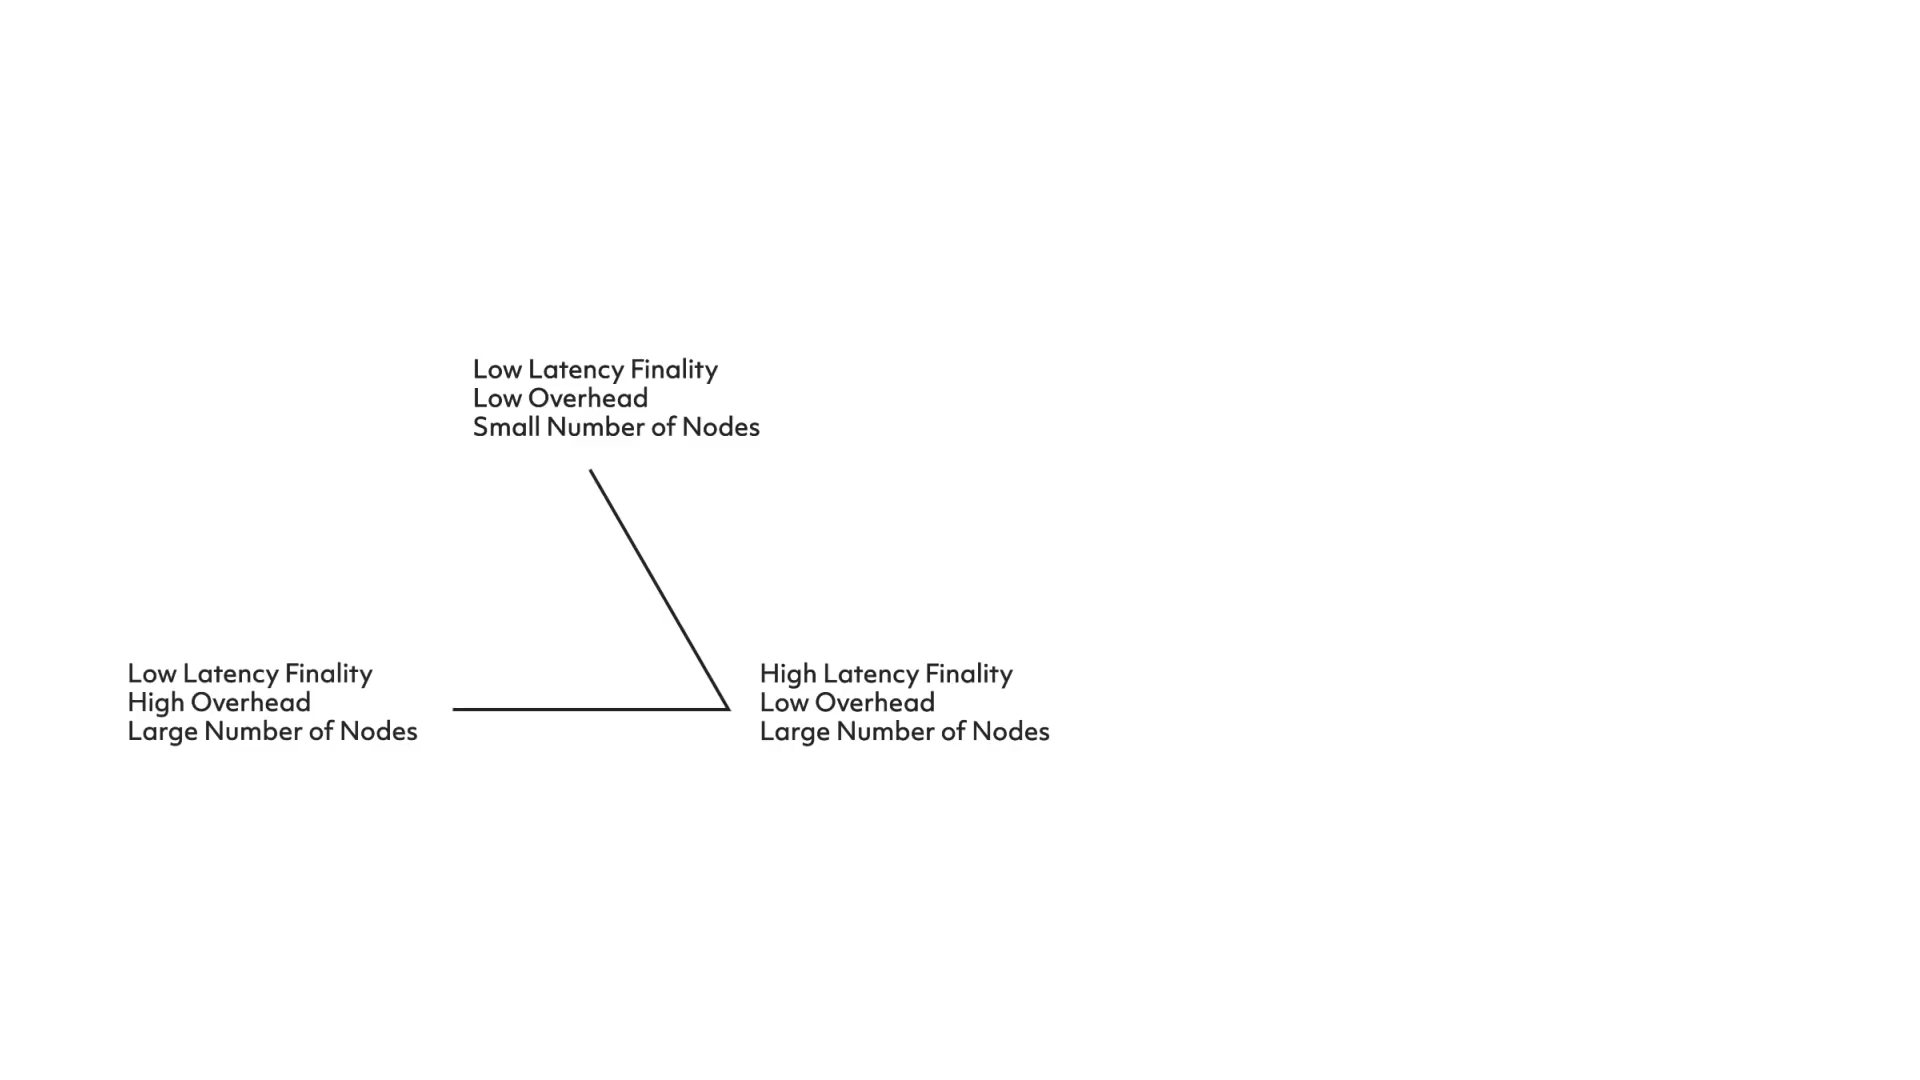 Low Latency Finality
Low Overhead
Small Number of Nodes
Low Latency Finality
High Overhead
Large Number of Nodes
High Latency Finality
Low Overhead
Large Number of Nodes